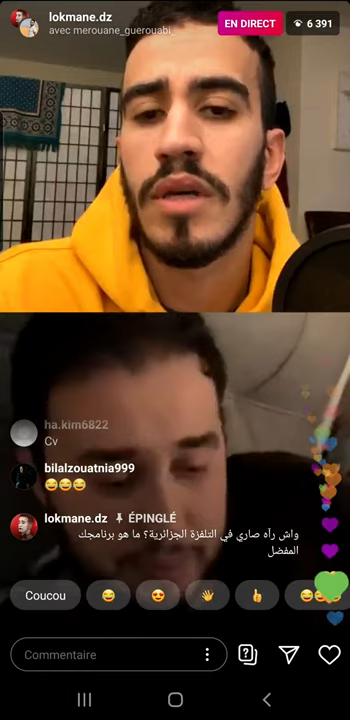 lokmane.dz
avec merouane_guerouabi_
EN DIRECT
6 391
ha.kim6822
Cv
bilalzouatnia999
😂😂😂
lokmane.dz ÉPINGLÉ
واش رآه صاري في التلفزة الجزائرية؟ ما هو برنامجك
المفضل
Coucou
Commentaire